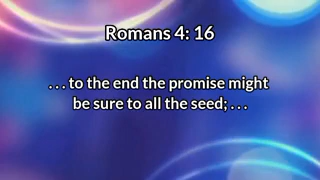 Romans 4: 16
. . . to the end the promise might
be sure to all the seed; . . .